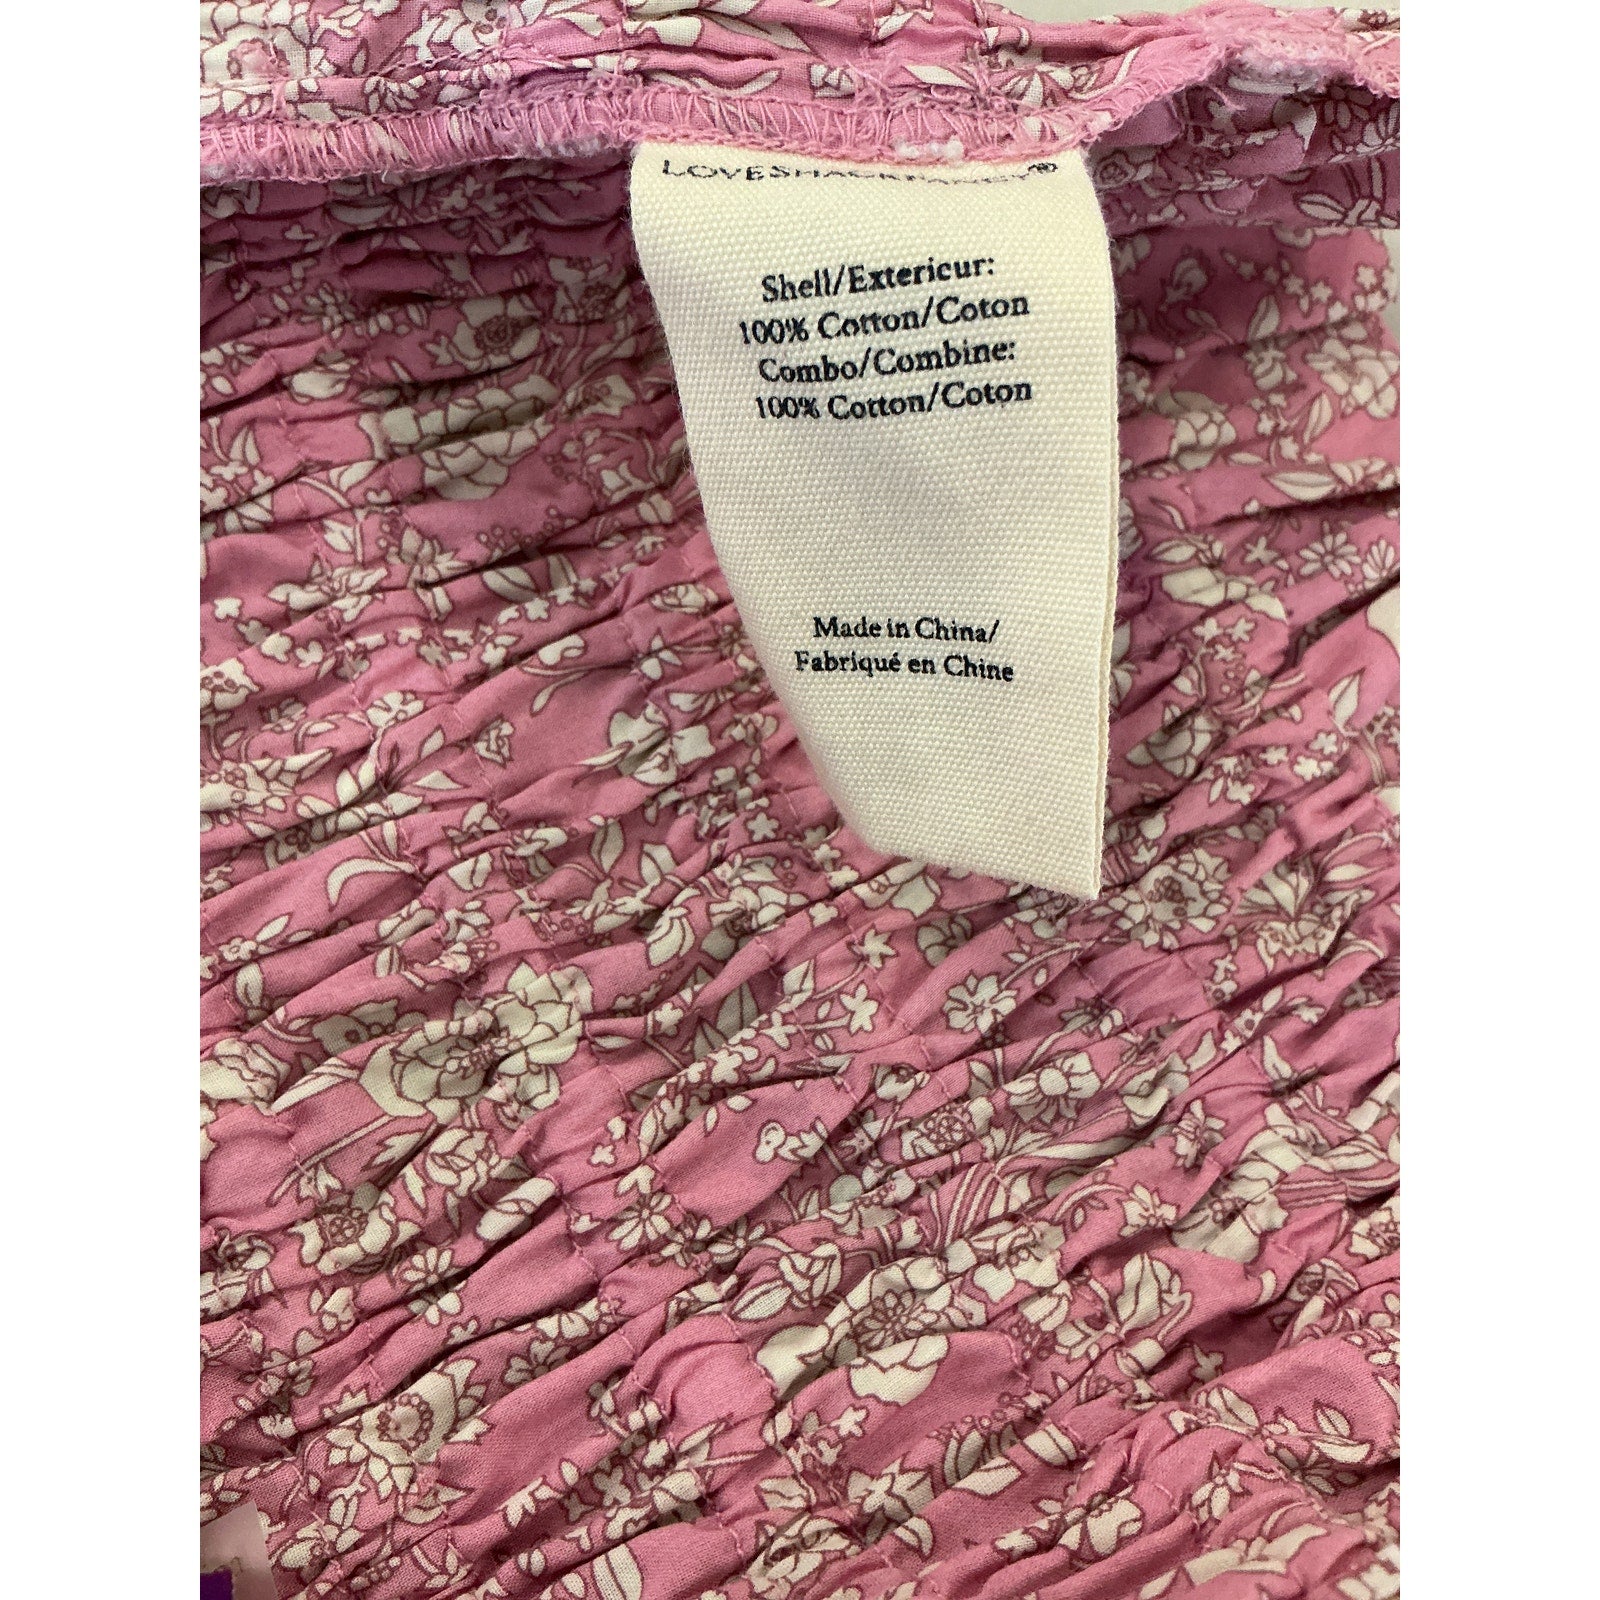 LOVESHACKFANCY®
Shell/Extericur:
100% Cotton/Coton
Combo/Combine:
100% Cotton/Coton
Made in China/
Fabriqué en Chine